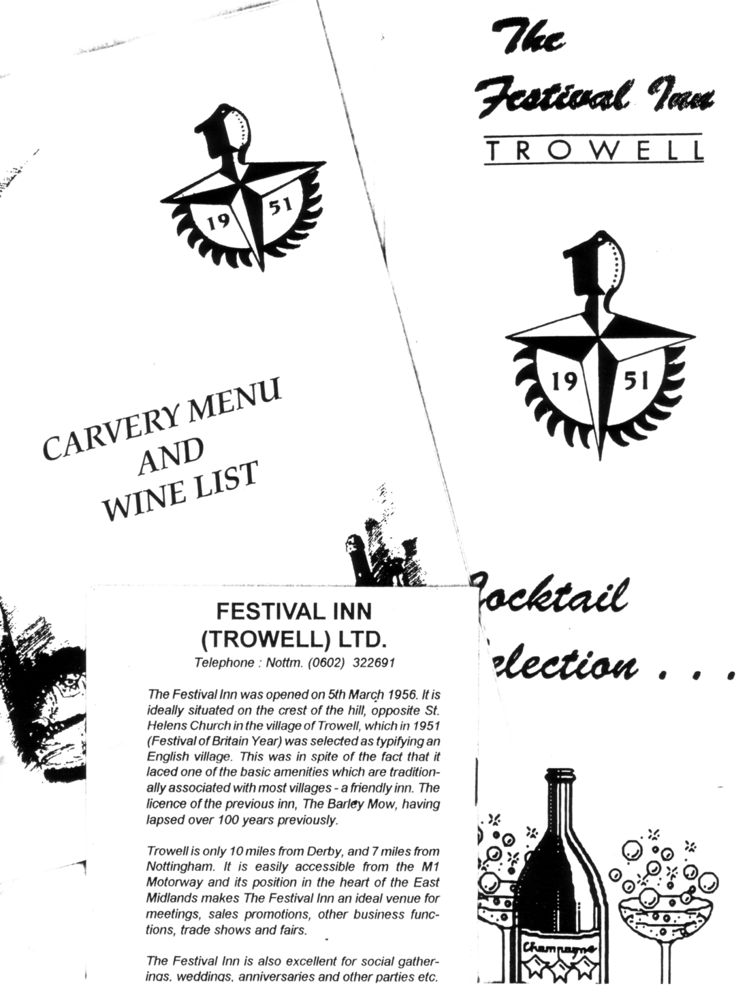 The
Festival Inn
TROWELL
19 51
19 51
CARVERY MENU
AND
WINE LIST
Cocktail
Selection . . .
FESTIVAL INN
(TROWELL) LTD.
Telephone : Nottm. (0602) 322691
The Festival Inn was opened on 5th March 1956. It is
ideally situated on the crest of the hill, opposite St.
Helens Church in the village of Trowell, which in 1951
(Festival of Britain Year) was selected as typifying an
English village. This was in spite of the fact that it
laced one of the basic amenities which are tradition-
ally associated with most villages - a friendly inn. The
licence of the previous inn, The Barley Mow, having
lapsed over 100 years previously.
Trowell is only 10 miles from Derby, and 7 miles from
Nottingham. It is easily accessible from the M1
Motorway and its position in the heart of the East
Midlands makes The Festival Inn an ideal venue for
meetings, sales promotions, other business func-
tions, trade shows and fairs.
The Festival Inn is also excellent for social gather-
ings, weddings, anniversaries and other parties etc.
Champagne